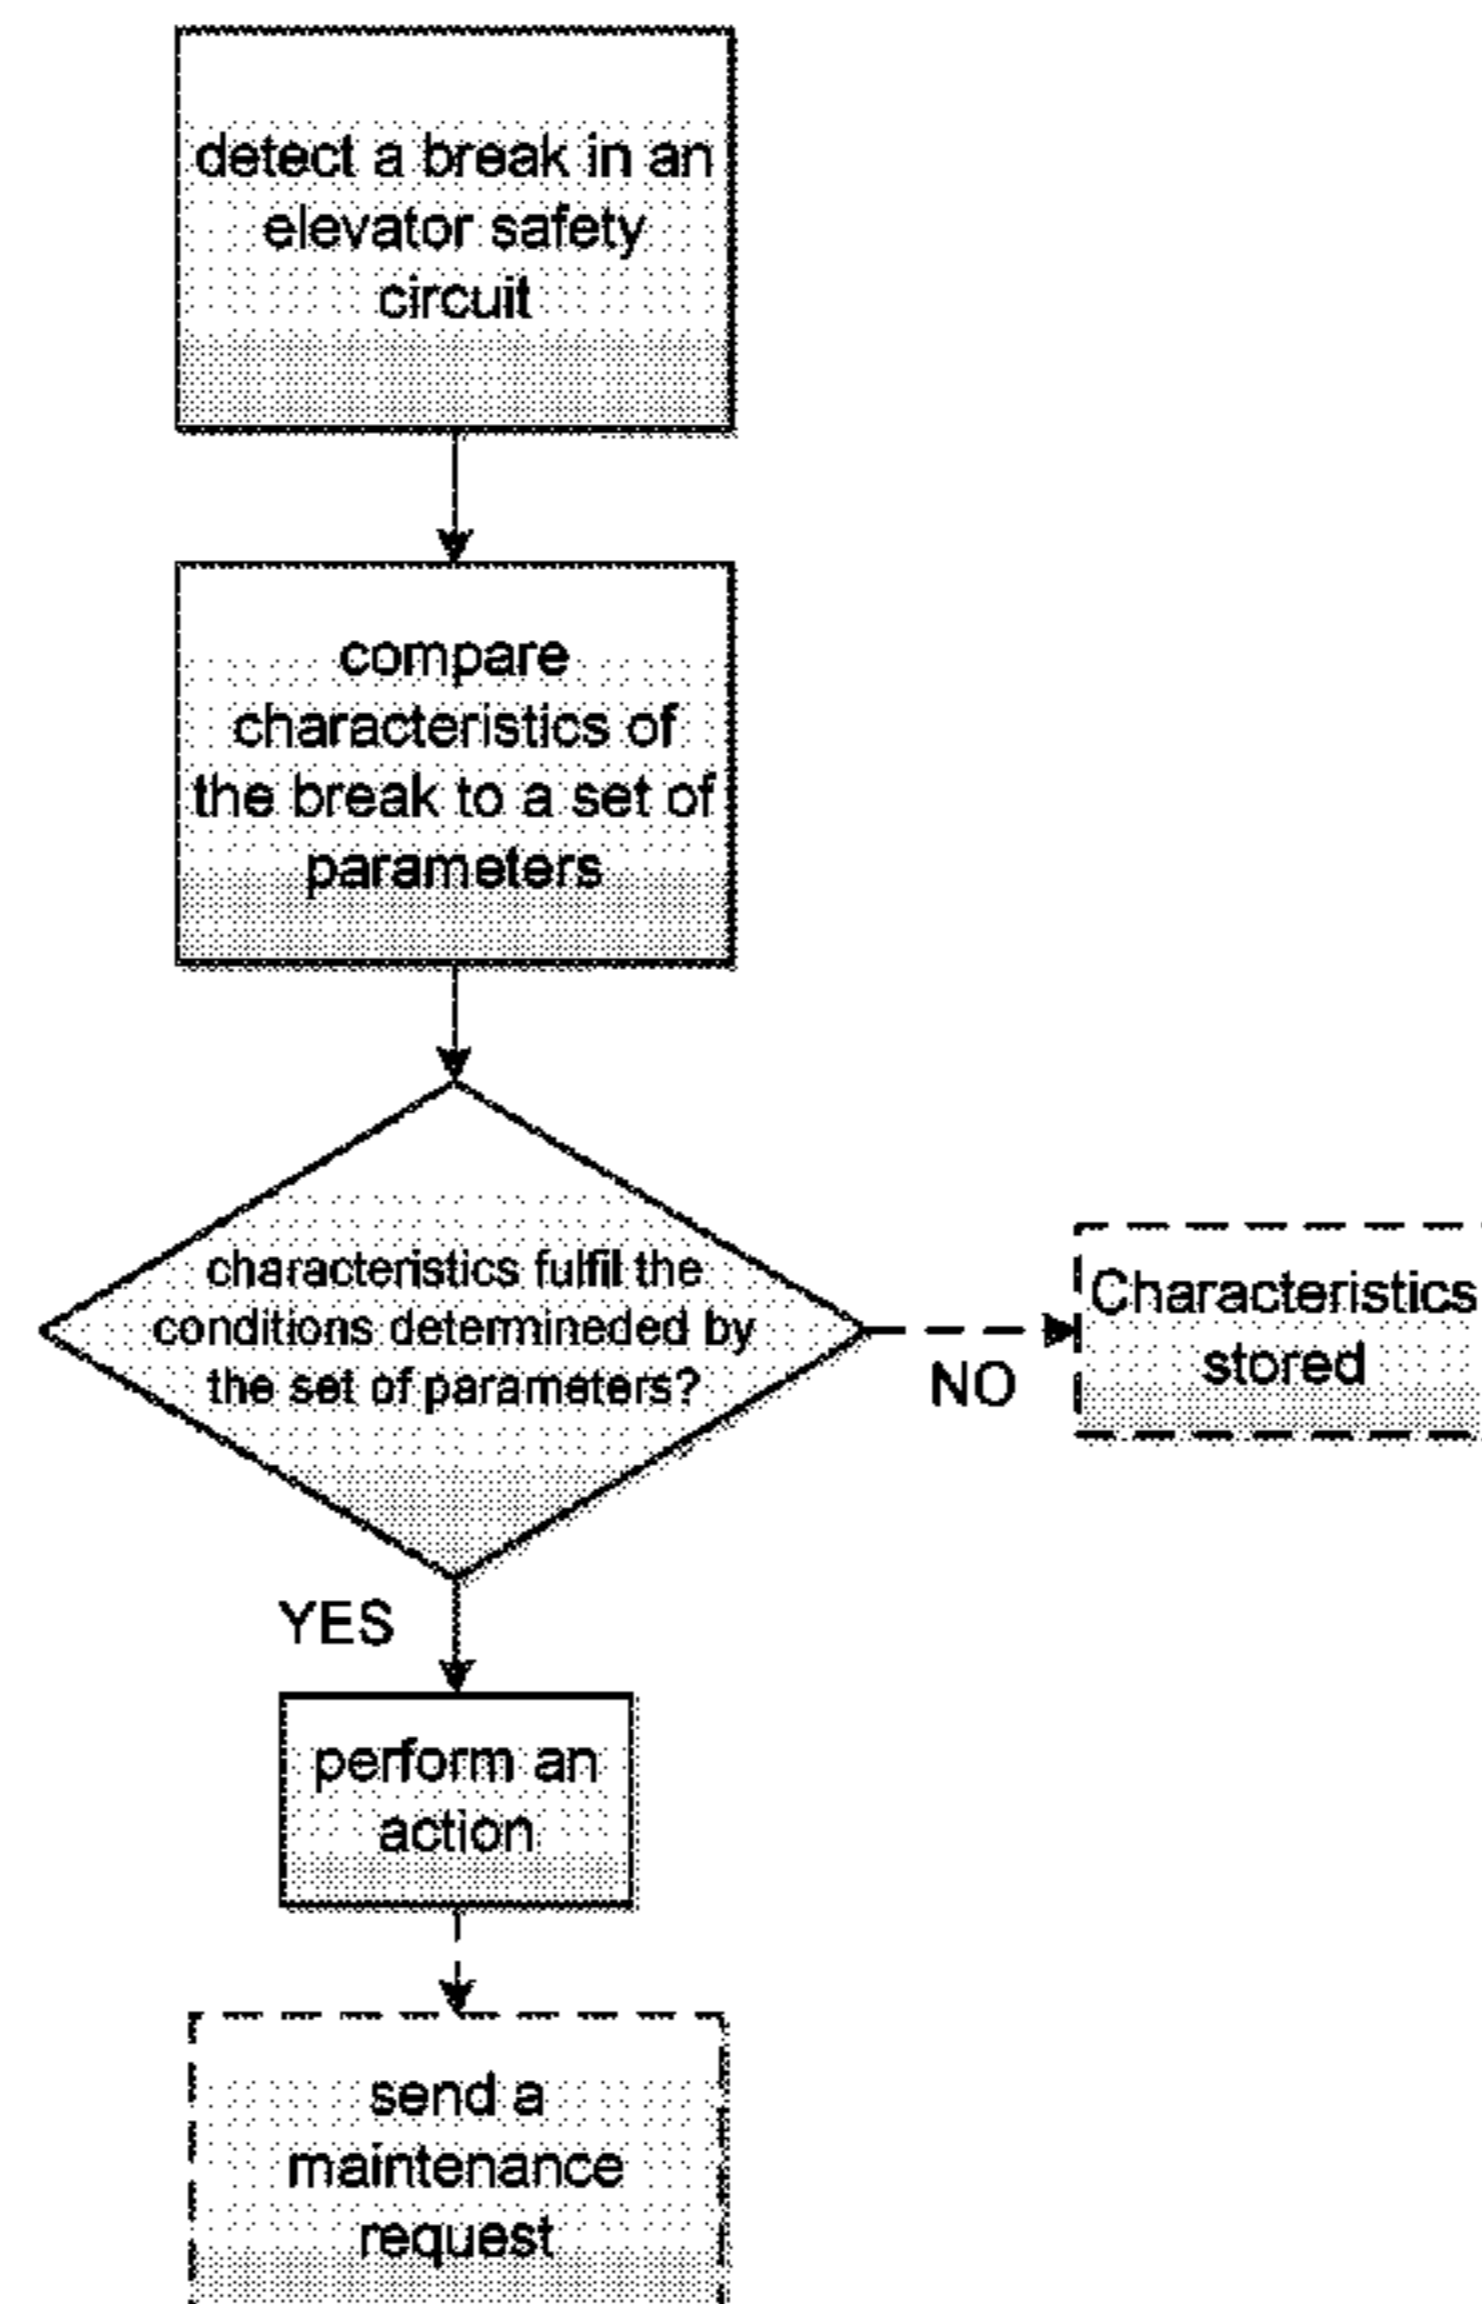 detect a break in an
elevator safety
circuit
compare
characteristics of
the break to a set of
parameters
characteristics fulfil the
conditions determineded by
the set of parameters?
NO
Characteristics
stored
YES
perform an
action
send a
maintenance
request